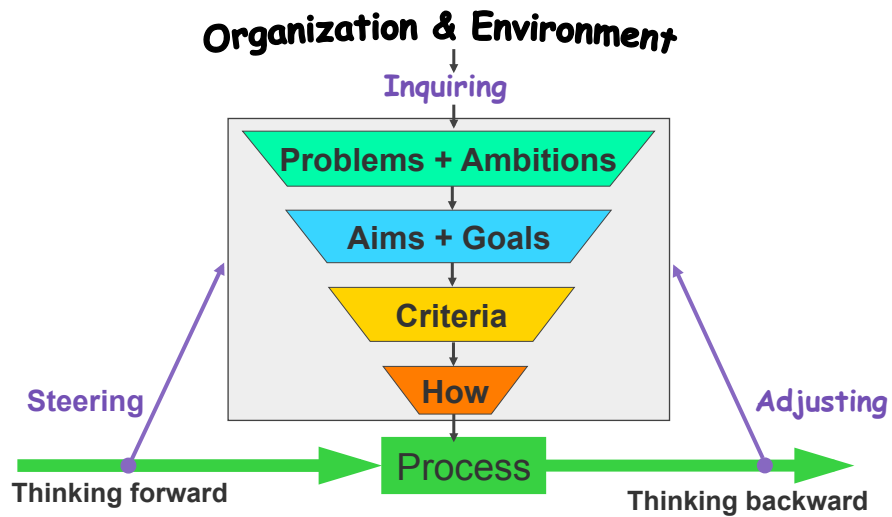 Organization & Environment
Inquiring
Problems + Ambitions
Aims + Goals
Criteria
How
Steering
Adjusting
Process
Thinking forward
Thinking backward